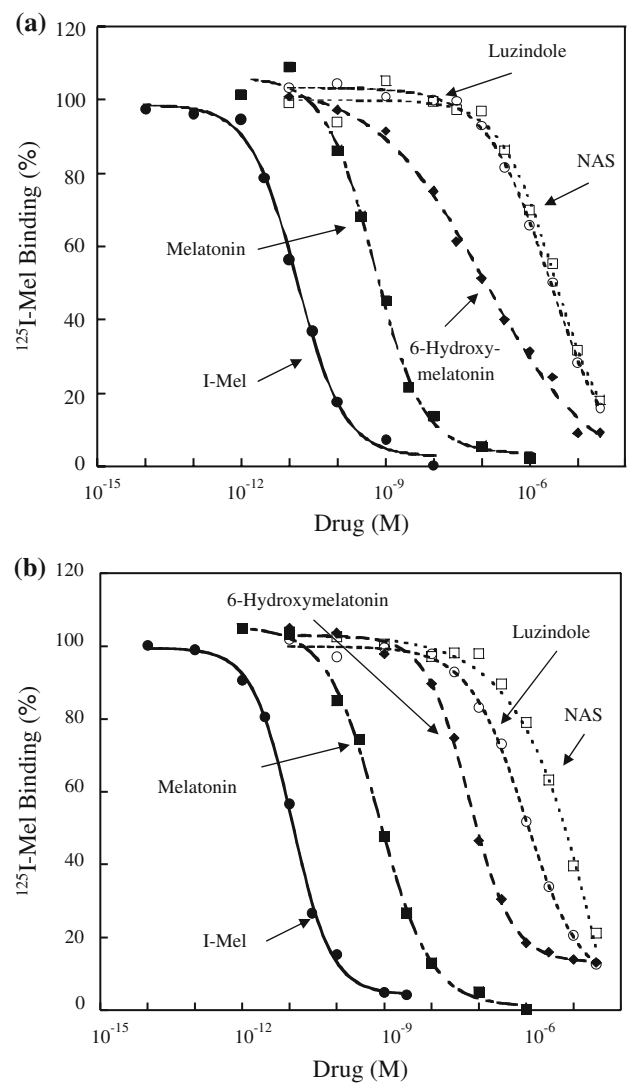 (a)
120
100
80
60
40
20
0
¹²⁵I-Mel Binding (%)
Luzindole
NAS
Melatonin
6-Hydroxy-
melatonin
I-Mel
10⁻¹⁵ 10⁻¹² 10⁻⁹ 10⁻⁶
Drug (M)
(b)
120
100
80
60
40
20
0
¹²⁵I-Mel Binding (%)
6-Hydroxymelatonin
Luzindole
NAS
Melatonin
I-Mel
10⁻¹⁵ 10⁻¹² 10⁻⁹ 10⁻⁶
Drug (M)